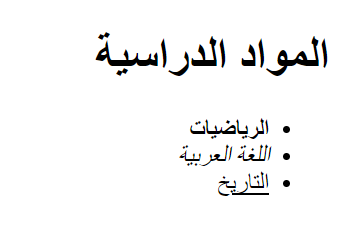 المواد الدراسية
• الرياضيات
• اللغة العربية
• التاريخ